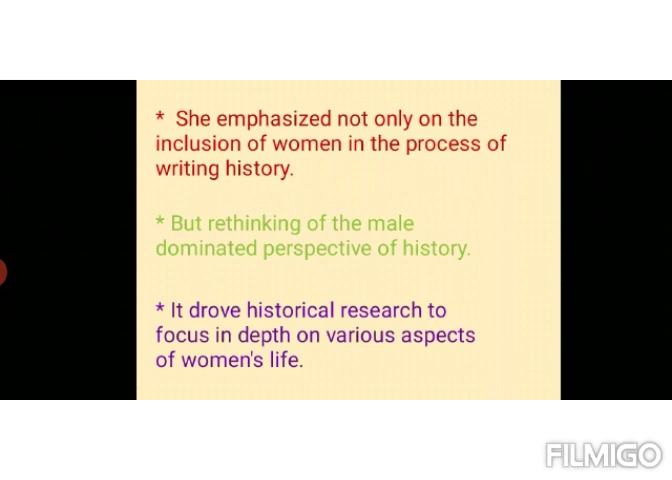 * She emphasized not only on the
inclusion of women in the process of
writing history.
* But rethinking of the male
dominated perspective of history.
* It drove historical research to
focus in depth on various aspects
of women's life.
FILMIGO